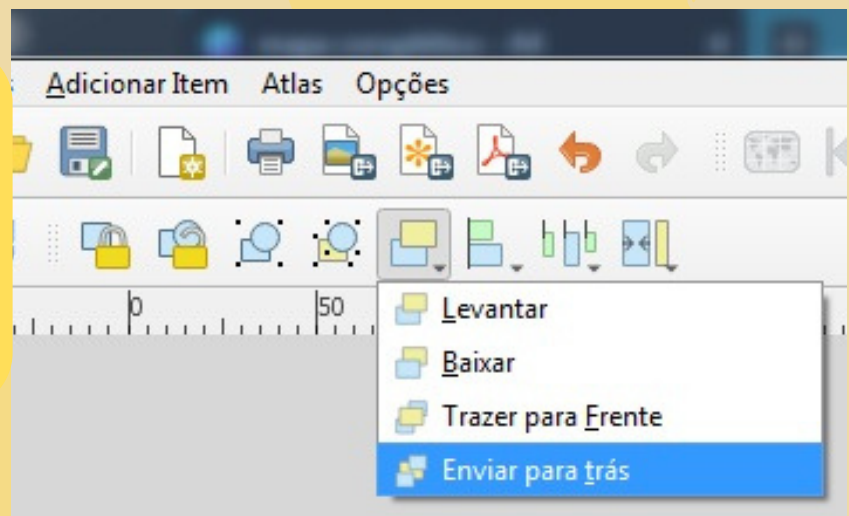 Adicionar Item Atlas Opções
0 50
Levantar
Baixar
Trazer para Frente
Enviar para trás